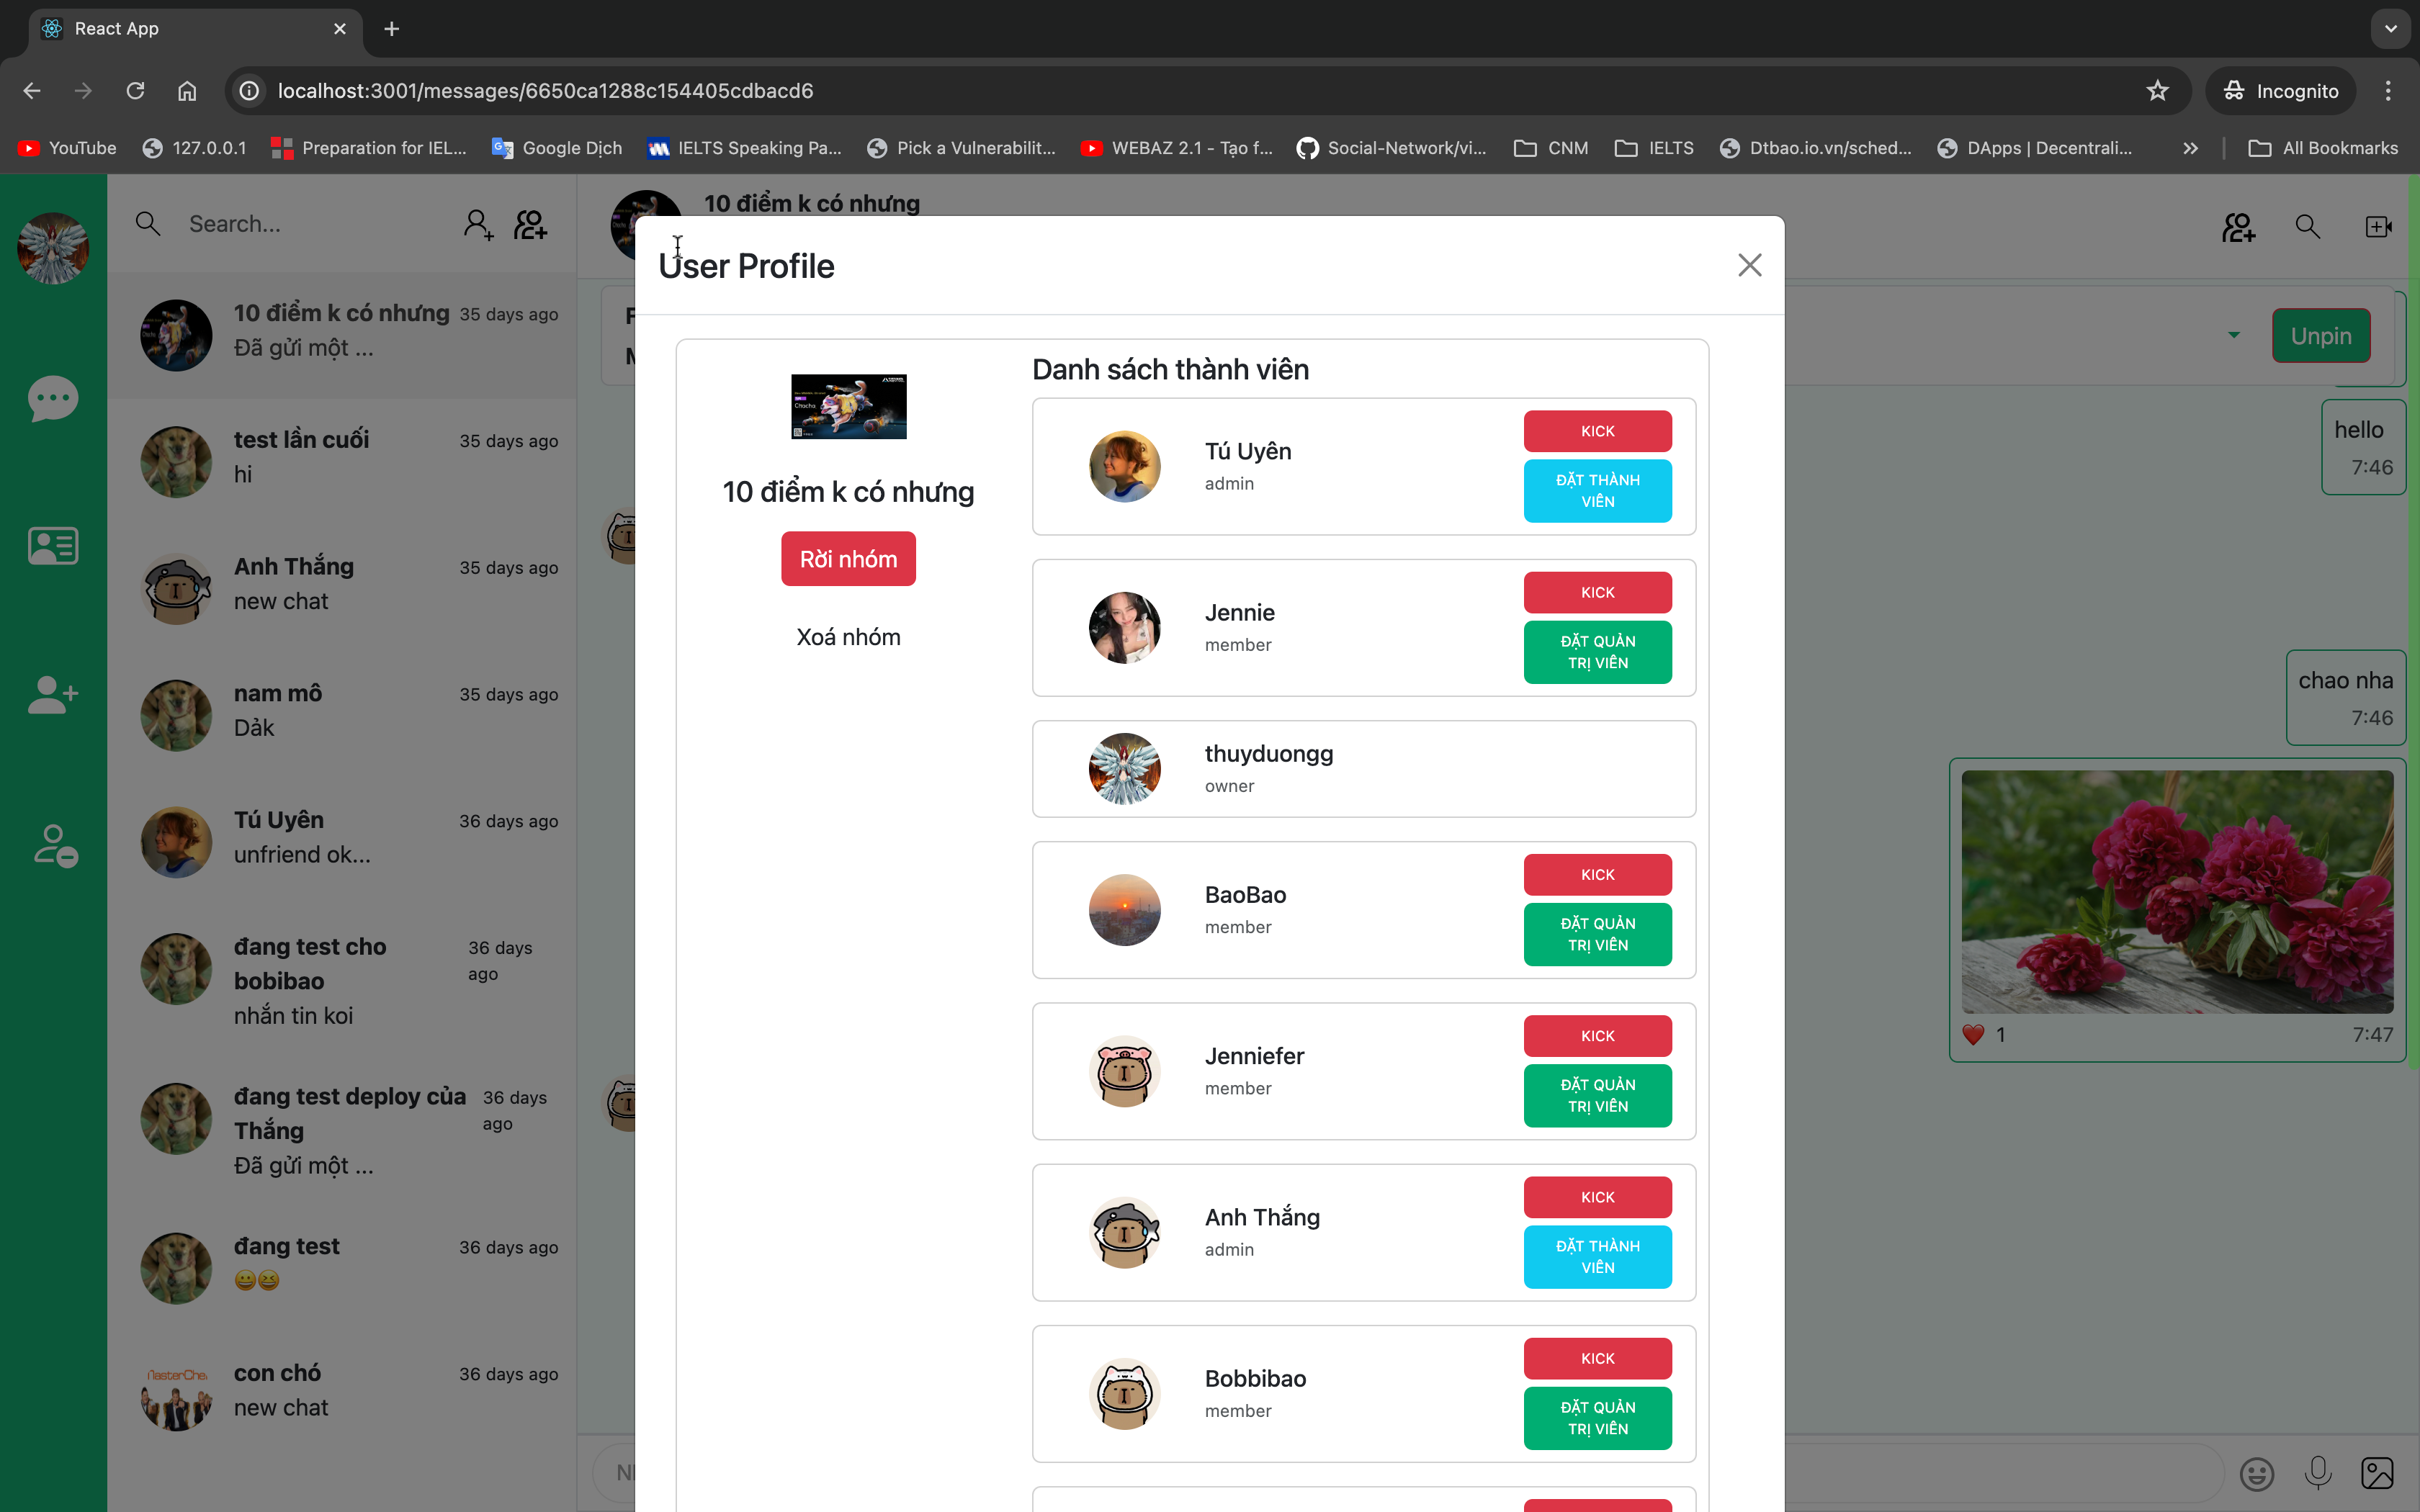 React App
localhost:3001/messages/6650ca1288c154405cdbacd6
Incognito
YouTube
127.0.0.1
Preparation for IEL...
Google Dịch
IELTS Speaking Pa...
Pick a Vulnerabilit...
WEBAZ 2.1 - Tạo f...
Social-Network/vi...
CNM
IELTS
Dtbao.io.vn/sched...
DApps | Decentrali...
All Bookmarks
Search...
10 điểm k có nhưng
35 days ago
Đã gửi một ...
test lần cuối
35 days ago
hi
Anh Thắng
35 days ago
new chat
nam mô
35 days ago
Dảk
Tú Uyên
36 days ago
unfriend ok...
đang test cho
bobibao
36 days
ago
nhắn tin koi
đang test deploy của
Thắng
36 days
ago
Đã gửi một ...
đang test
36 days ago
😀😆
con chó
36 days ago
new chat
10 điểm k có nhưng
User Profile
Chacha
10 điểm k có nhưng
Rời nhóm
Xoá nhóm
Danh sách thành viên
Tú Uyên
admin
KICK
ĐẶT THÀNH
VIÊN
Jennie
member
KICK
ĐẶT QUẢN
TRỊ VIÊN
thuyduongg
owner
BaoBao
member
KICK
ĐẶT QUẢN
TRỊ VIÊN
Jenniefer
member
KICK
ĐẶT QUẢN
TRỊ VIÊN
Anh Thắng
admin
KICK
ĐẶT THÀNH
VIÊN
Bobbibao
member
KICK
ĐẶT QUẢN
TRỊ VIÊN
Unpin
hello
7:46
chao nha
7:46
❤️ 1
7:47